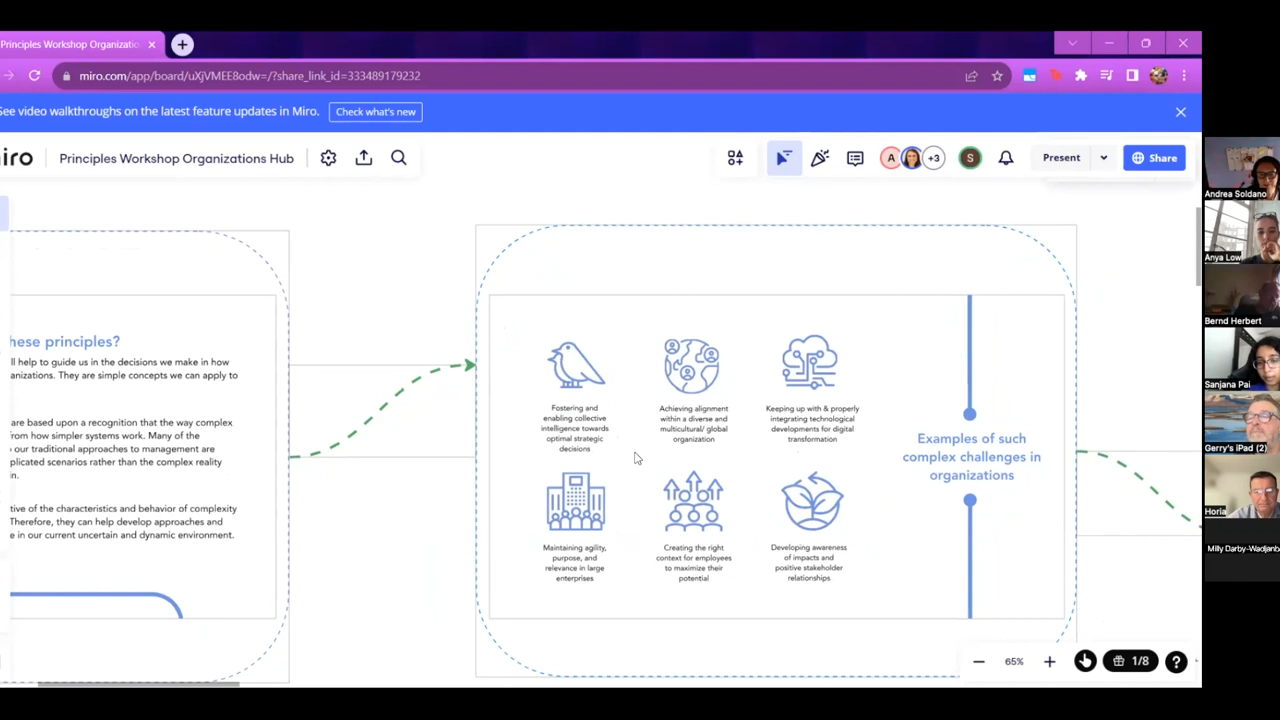 Principles Workshop Organizatio
miro.com/app/board/uXjVMEE8odw=/?share_link_id=333489179232
See video walkthroughs on the latest feature updates in Miro.
Check what's new
iro
Principles Workshop Organizations Hub
A
+3
S
Present
Share
hese principles?
ll help to guide us in the decisions we make in how
anizations. They are simple concepts we can apply to
are based upon a recognition that the way complex
from how simpler systems work. Many of the
our traditional approaches to management are
plicated scenarios rather than the complex reality
in.
tive of the characteristics and behavior of complexity
Therefore, they can help develop approaches and
e in our current uncertain and dynamic environment.
Fostering and
enabling collective
intelligence towards
optimal strategic
decisions
Achieving alignment
within a diverse and
multicultural/ global
organization
Keeping up with & properly
integrating technological
developments for digital
transformation
Maintaining agility,
purpose, and
relevance in large
enterprises
Creating the right
context for employees
to maximize their
potential
Developing awareness
of impacts and
positive stakeholder
relationships
Examples of such
complex challenges in
organizations
65%
1/8
?
Andrea Soldano
Anya Low
Bernd Herbert
Sanjana Pai
Gerry's iPad (2)
Horia
Milly Darby-Wadjenb